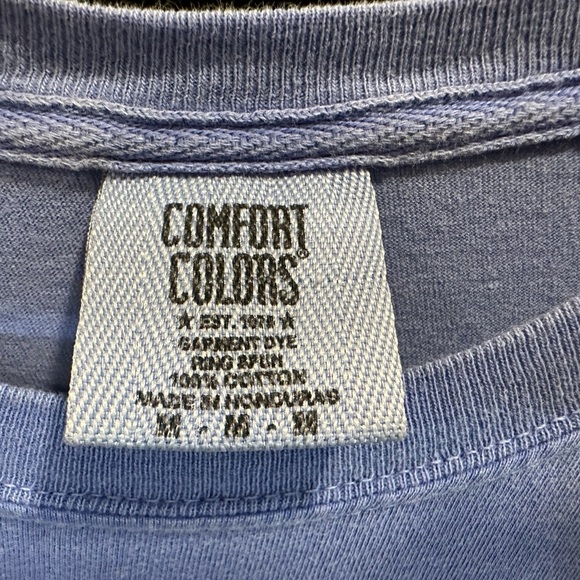 COMFORT
COLORS®
★ EST. 1975 ★
GARMENT DYE
RING SPUN
100% COTTON
MADE IN HONDURAS
M - M - M